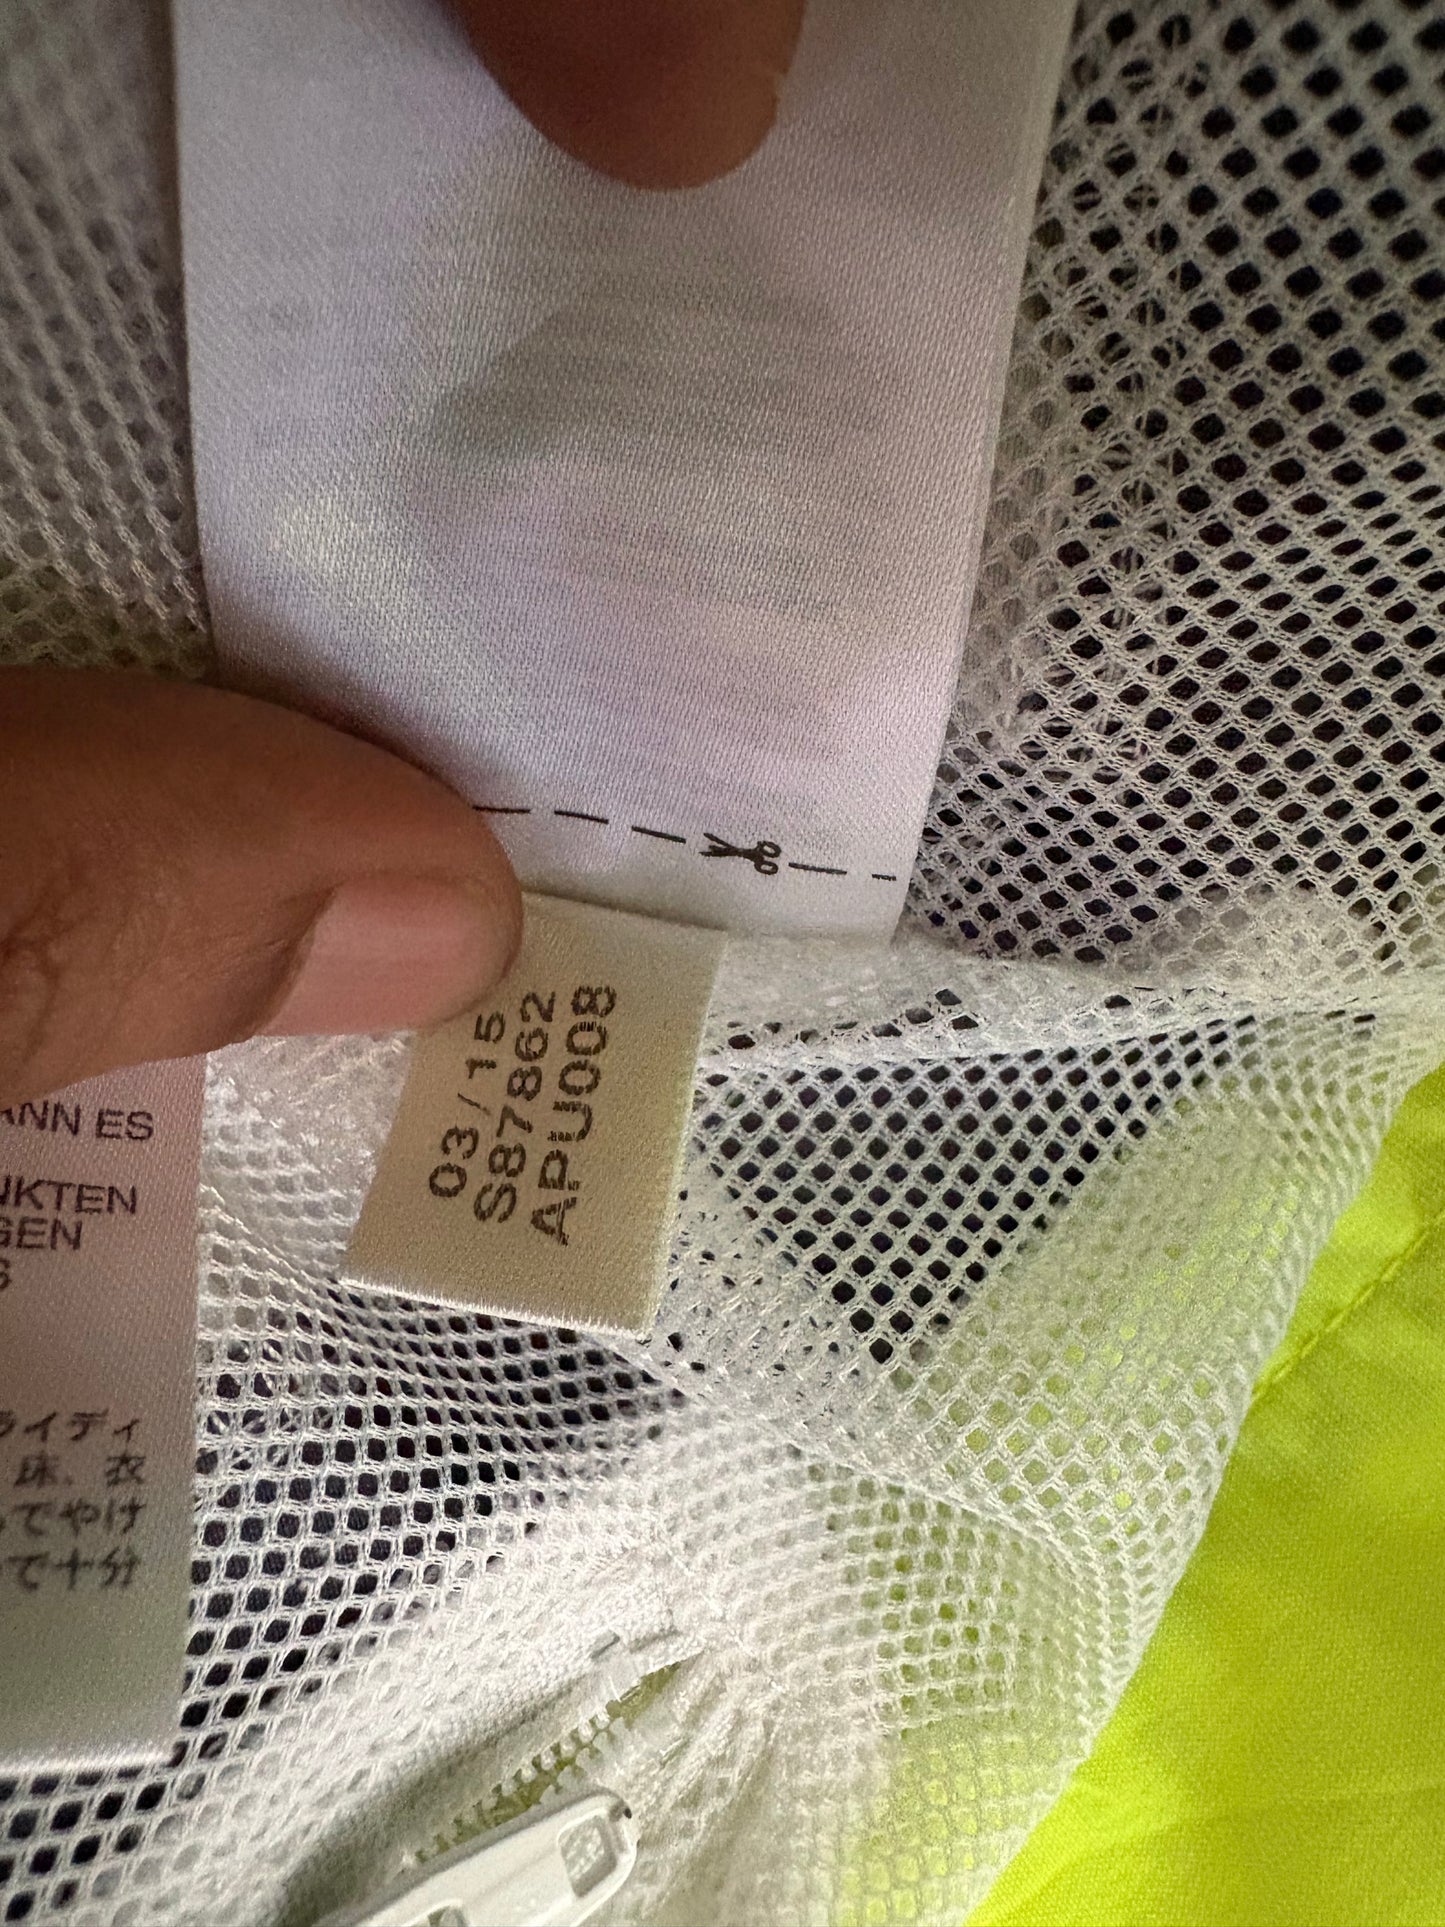 03/15
S87862
APU008
ANN ES
NKTEN
GEN
S
ライディ
床、衣
でやけ
で十分